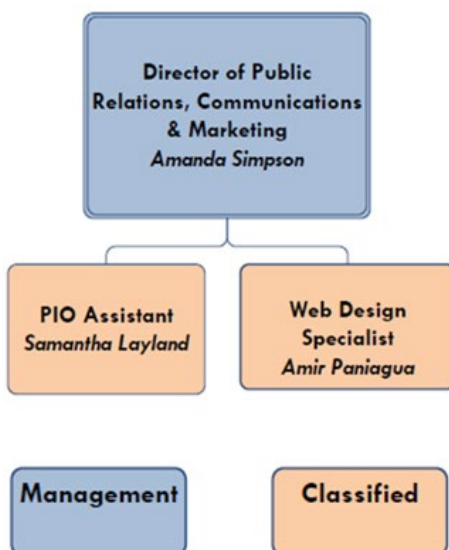 Director of Public
Relations, Communications
& Marketing
Amanda Simpson
PIO Assistant
Samantha Layland
Web Design
Specialist
Amir Paniagua
Management
Classified